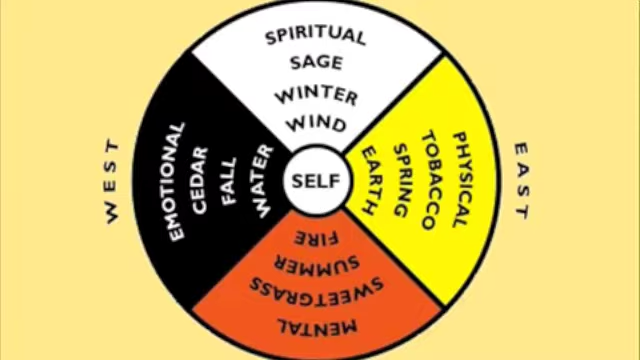 SPIRITUAL
SAGE
WINTER
WIND
WEST
EMOTIONAL
CEDAR
FALL
WATER
SELF
EARTH
SPRING
TOBACCO
PHYSICAL
EAST
FIRE
SUMMER
SWEETGRASS
MENTAL